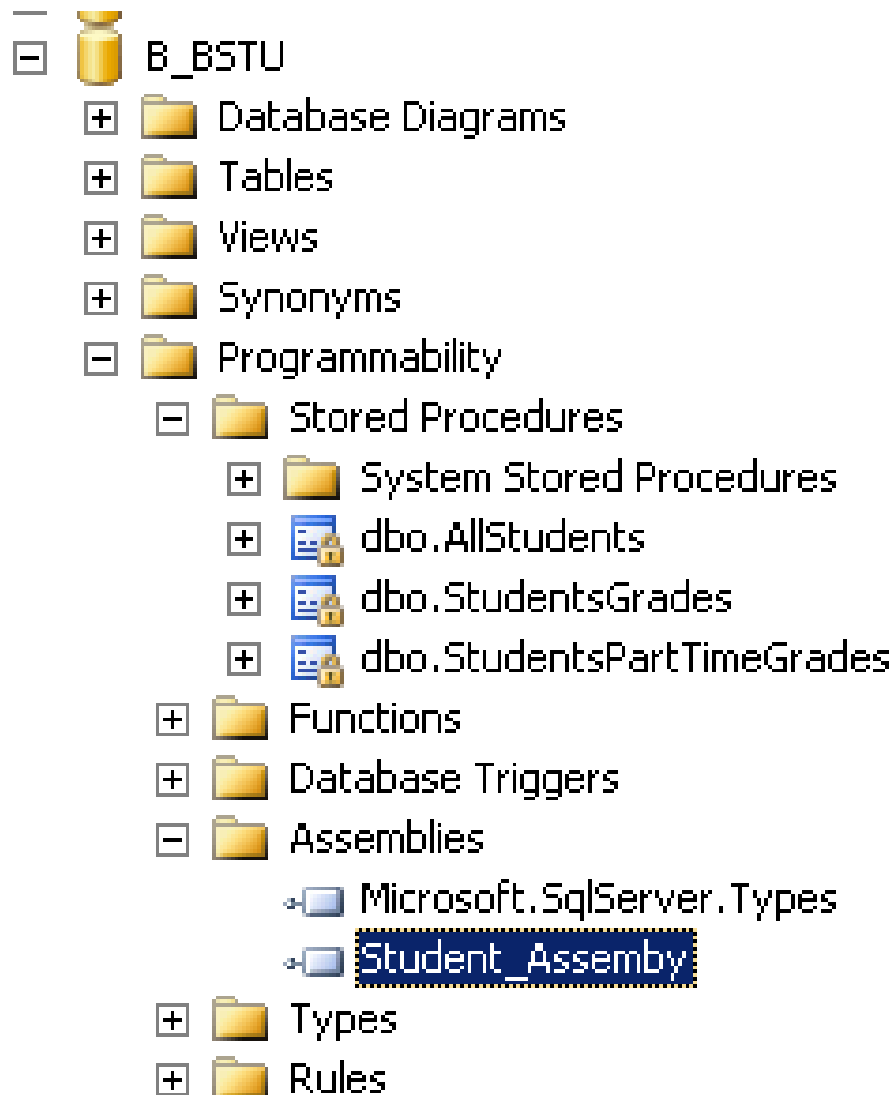 B_BSTU
Database Diagrams
Tables
Views
Synonyms
Programmability
Stored Procedures
System Stored Procedures
dbo.AllStudents
dbo.StudentsGrades
dbo.StudentsPartTimeGrades
Functions
Database Triggers
Assemblies
Microsoft.SqlServer.Types
Student_Assemby
Types
Rules